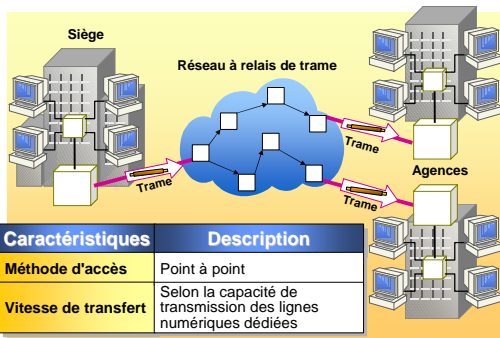 Siège
Réseau à relais de trame
Trame
Trame
Agences
Trame
Caractéristiques Description
Méthode d'accès Point à point
Vitesse de transfert Selon la capacité de
transmission des lignes
numériques dédiées